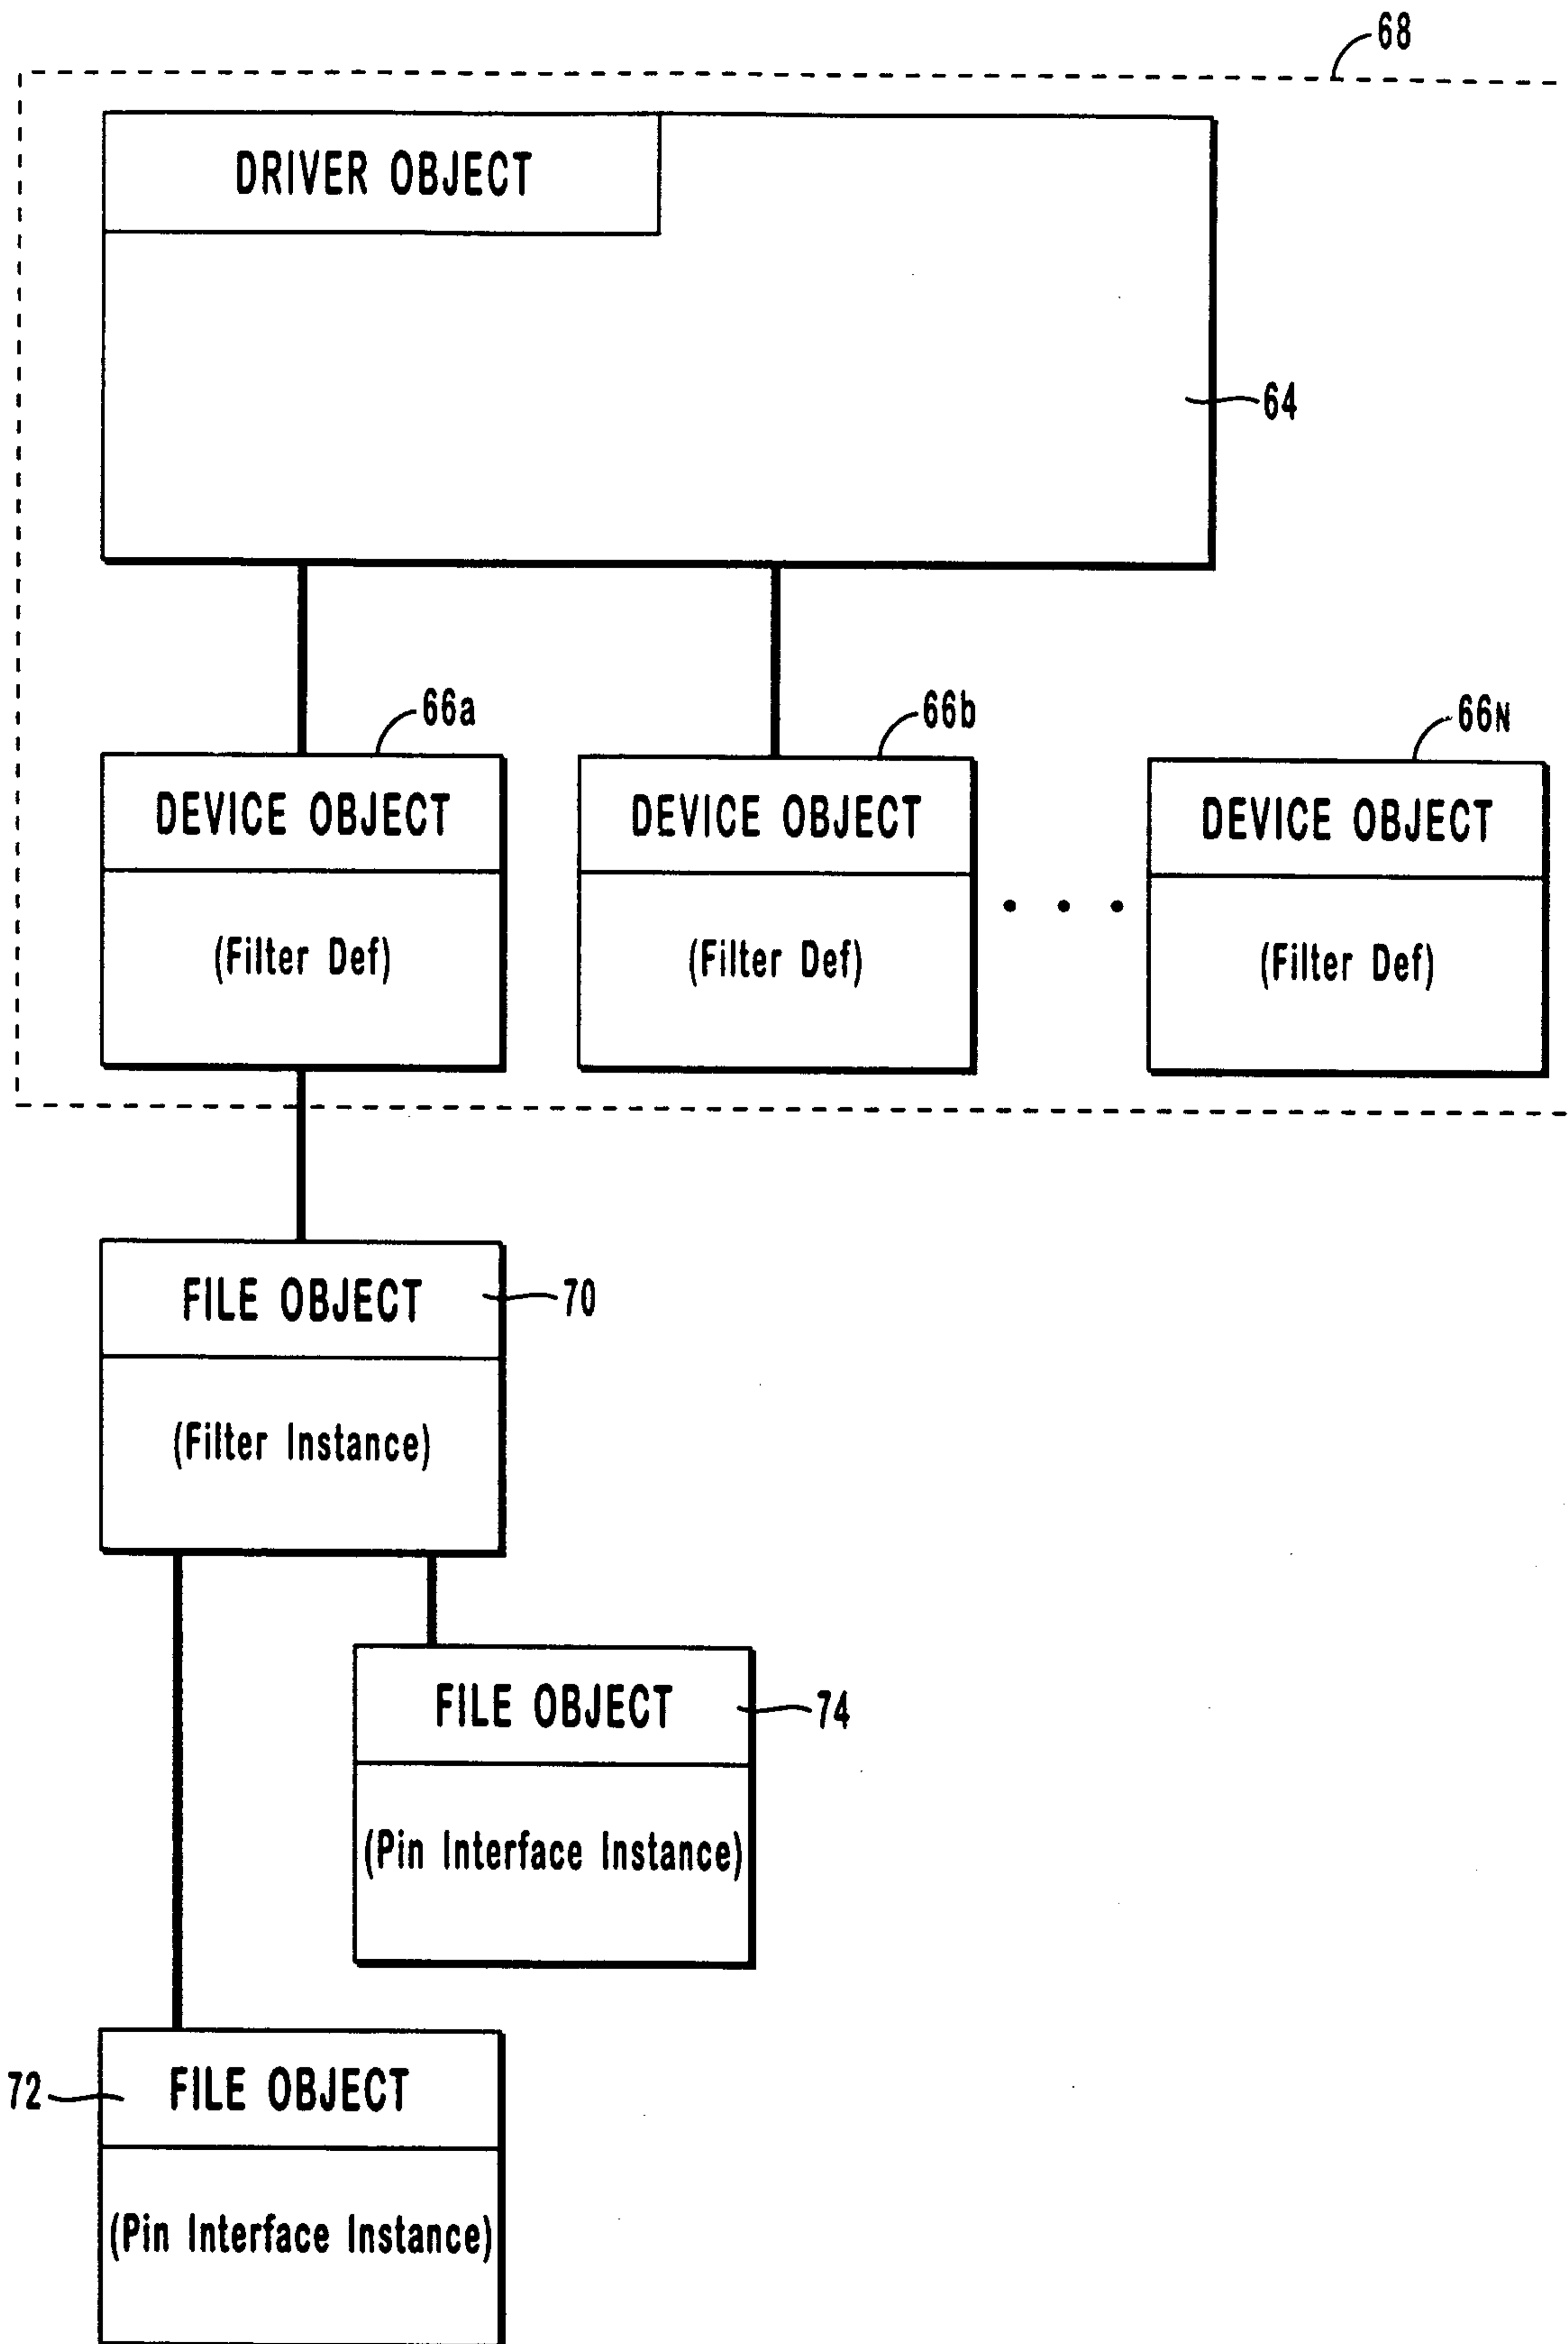 68
DRIVER OBJECT
64
66a
66b
66N
DEVICE OBJECT
DEVICE OBJECT
DEVICE OBJECT
(Filter Def)
(Filter Def)
(Filter Def)
FILE OBJECT
70
(Filter Instance)
FILE OBJECT
74
(Pin Interface Instance)
72
FILE OBJECT
(Pin Interface Instance)